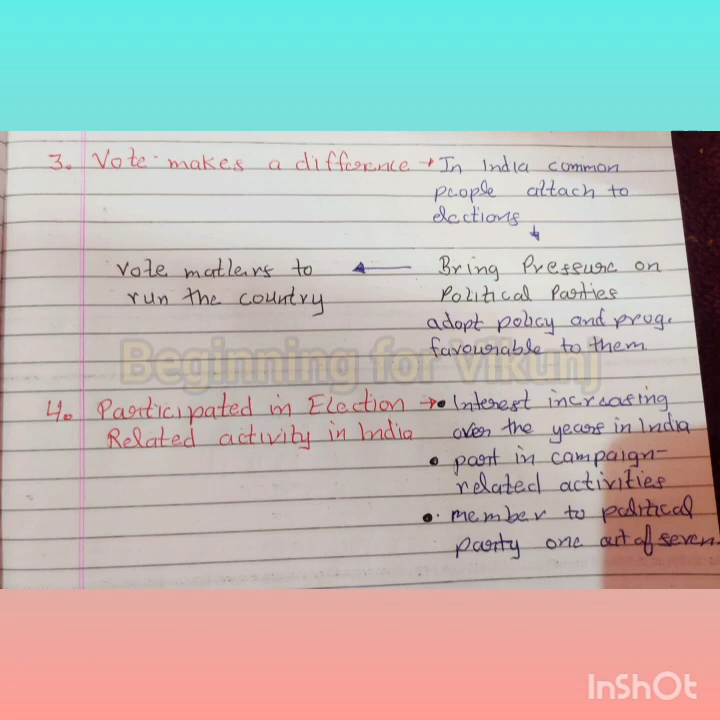 3. Vote makes a difference → In India common
people attach to
elections
Bring Pressure on
Political Parties
adopt policy and prog.
favourable to them
vote matters to
run the country
Beginning for Vikunj
4. Participated in Election
Related activity in India
→ • Interest increasing
over the years in India
• part in campaign-
related activities
• member to political
party one out of seven
InShOt